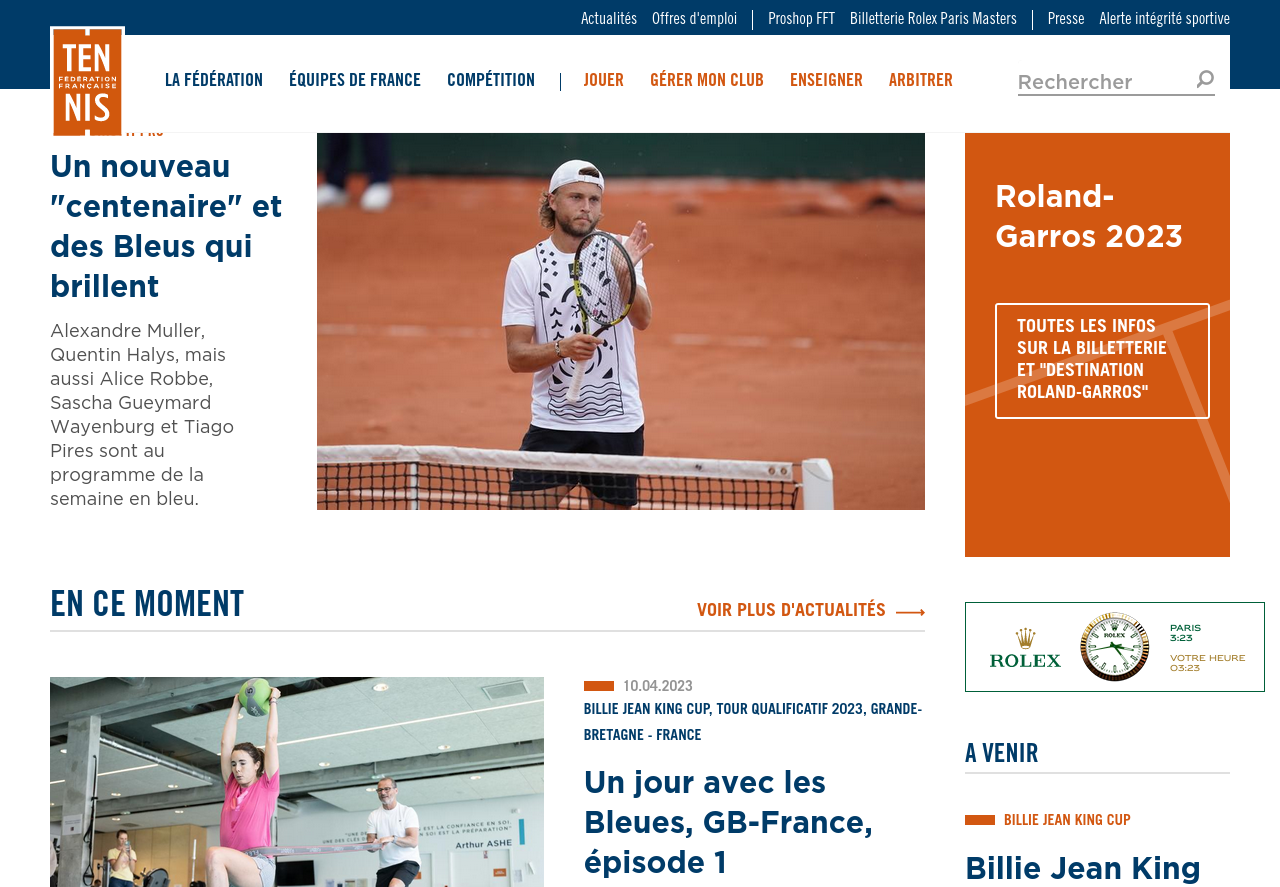 Actualités
Offres d'emploi
Proshop FFT
Billetterie Rolex Paris Masters
Presse
Alerte intégrité sportive
TEN
FÉDÉRATION
FRANÇAISE
NIS
LA FÉDÉRATION
ÉQUIPES DE FRANCE
COMPÉTITION
JOUER
GÉRER MON CLUB
ENSEIGNER
ARBITRER
Rechercher
Un nouveau
"centenaire" et
des Bleus qui
brillent
Alexandre Muller,
Quentin Halys, mais
aussi Alice Robbe,
Sascha Gueymard
Wayenburg et Tiago
Pires sont au
programme de la
semaine en bleu.
Roland-
Garros 2023
TOUTES LES INFOS
SUR LA BILLETTERIE
ET "DESTINATION
ROLAND-GARROS"
EN CE MOMENT
VOIR PLUS D'ACTUALITÉS
ROLEX
ROLEX
PARIS
3:23
VOTRE HEURE
03:23
10.04.2023
BILLIE JEAN KING CUP, TOUR QUALIFICATIF 2023, GRANDE-
BRETAGNE - FRANCE
Un jour avec les
Bleues, GB-France,
épisode 1
Arthur ASHE
A VENIR
BILLIE JEAN KING CUP
Billie Jean King